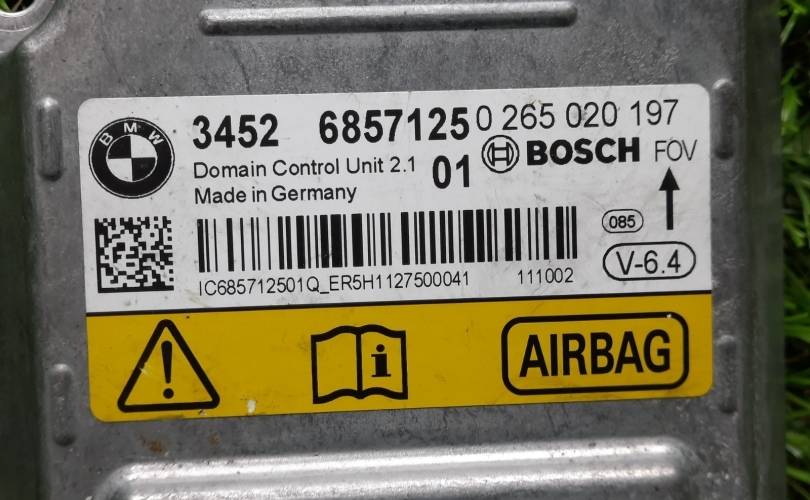 BMW
3452 6857125 0 265 020 197
Domain Control Unit 2.1 01 BOSCH FOV
Made in Germany
085
V-6.4
IC685712501Q_ER5H1127500041 111002
AIRBAG